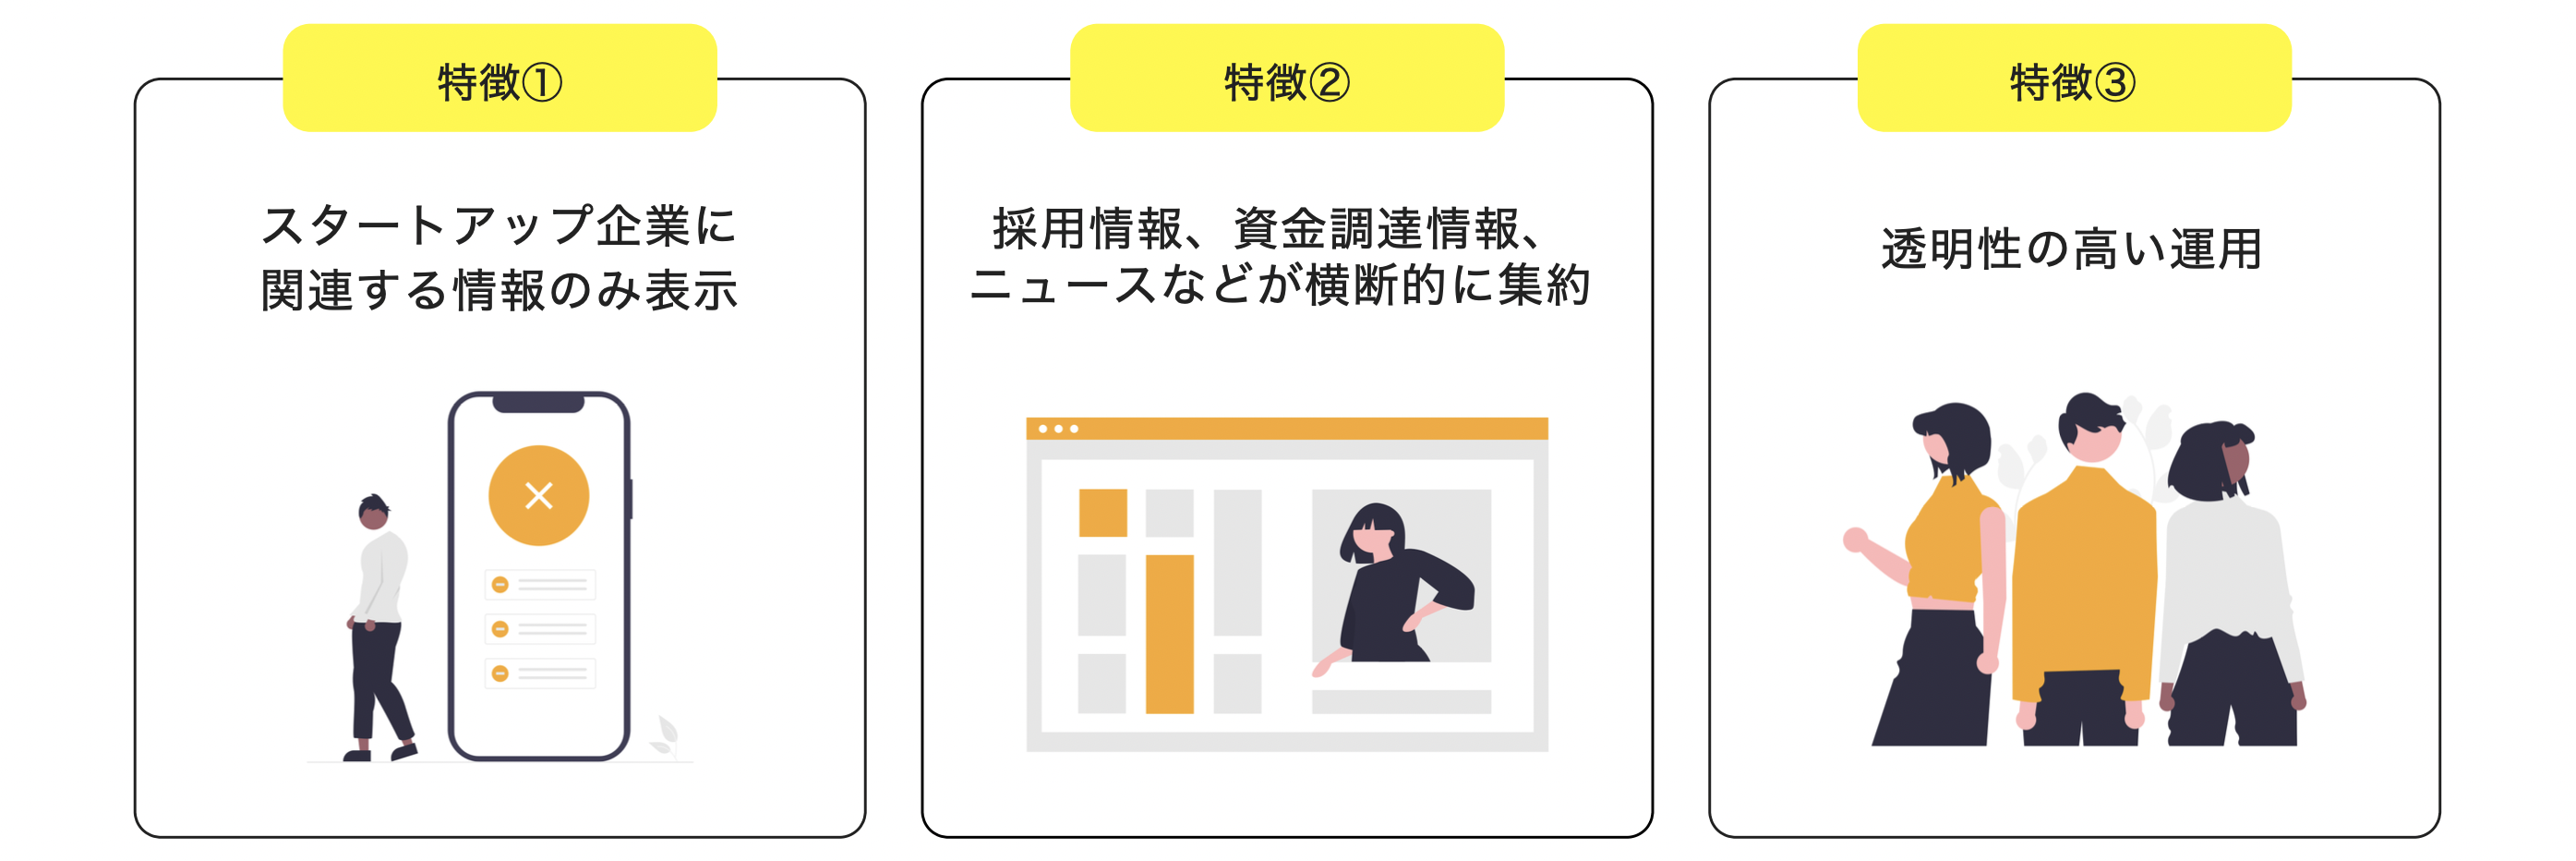 特徴①
スタートアップ企業に
関連する情報のみ表示
特徴②
採用情報、資金調達情報、
ニュースなどが横断的に集約
特徴③
透明性の高い運用